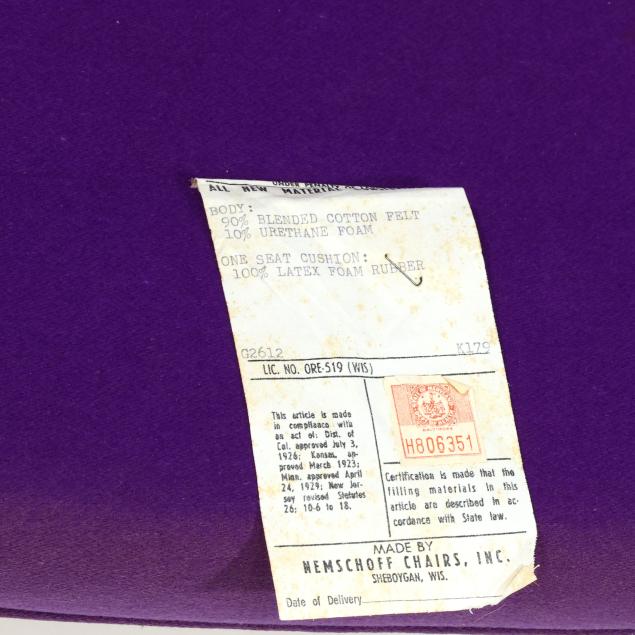 UNDER PENALTY
ALL NEW MATERIAL
BODY:
90% BLENDED COTTON FELT
10% URETHANE FOAM
ONE SEAT CUSHION:
100% LATEX FOAM RUBBER
G2612 K179
LIC. NO. ORE-519 (WIS)
This article is made
in compliance with
an act of: Dist. of
Cal. approved July 3,
1926; Kansas, ap-
proved March 1923;
Minn. approved April
24, 1929; New Jer-
sey revised Statutes
26; 10-6 to 18.
BALTIMORE
H806351
Certification is made that the
filling materials in this
article are described in ac-
cordance with State law.
MADE BY
NEMSCHOFF CHAIRS, INC.
SHEBOYGAN, WIS.
Date of Delivery